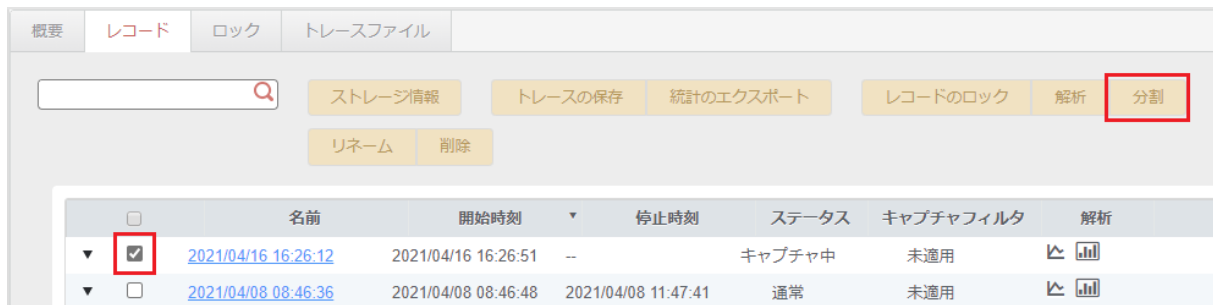 概要 レコード ロック トレースファイル
ストレージ情報 トレースの保存 統計のエクスポート レコードのロック 解析 分割
リネーム 削除
名前 開始時刻 ▼ 停止時刻 ステータス キャプチャフィルタ 解析
▼ 2021/04/16 16:26:12 2021/04/16 16:26:51 -- キャプチャ中 未適用
▼ 2021/04/08 08:46:36 2021/04/08 08:46:48 2021/04/08 11:47:41 通常 未適用